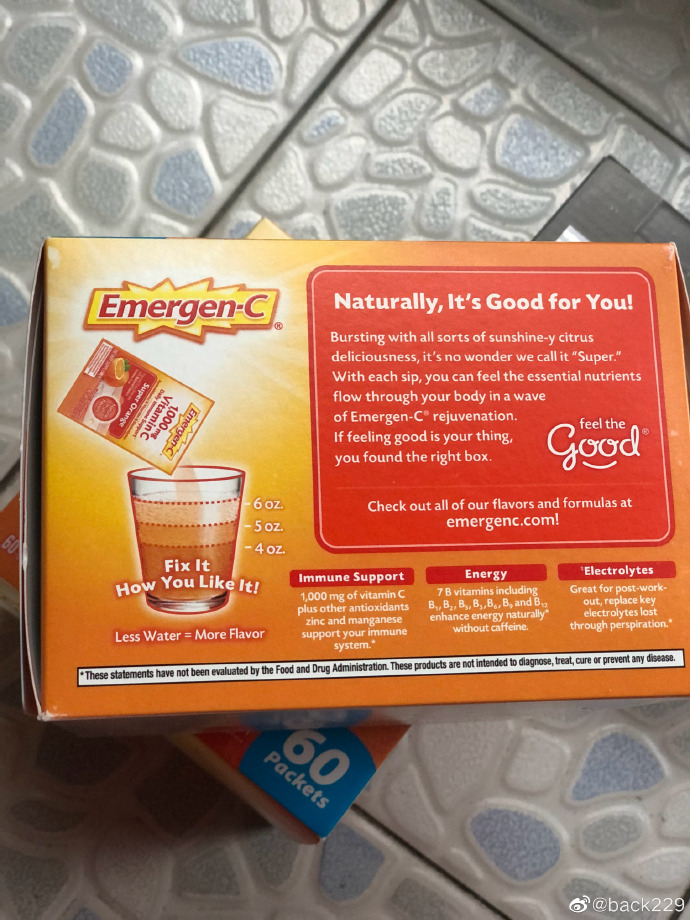 Emergen-C®
Super Orange
1000 mg
Vitamin C
Emergen-C
6 oz.
5 oz.
4 oz.
Fix It
How You Like It!
Less Water = More Flavor
Naturally, It's Good for You!
Bursting with all sorts of sunshine-y citrus
deliciousness, it's no wonder we call it "Super."
With each sip, you can feel the essential nutrients
flow through your body in a wave
of Emergen-C® rejuvenation.
If feeling good is your thing,
you found the right box.
feel the
Good®
Check out all of our flavors and formulas at
emergenc.com!
Immune Support
1,000 mg of vitamin C
plus other antioxidants
zinc and manganese
support your immune
system.*
Energy
7 B vitamins including
B₁, B₂, B₃, B₅, B₆, B₉ and B₁₂
enhance energy naturally*
without caffeine.
Electrolytes
Great for post-work-
out, replace key
electrolytes lost
through perspiration.*
*These statements have not been evaluated by the Food and Drug Administration. These products are not intended to diagnose, treat, cure or prevent any disease.
60
60
Packets
@back229